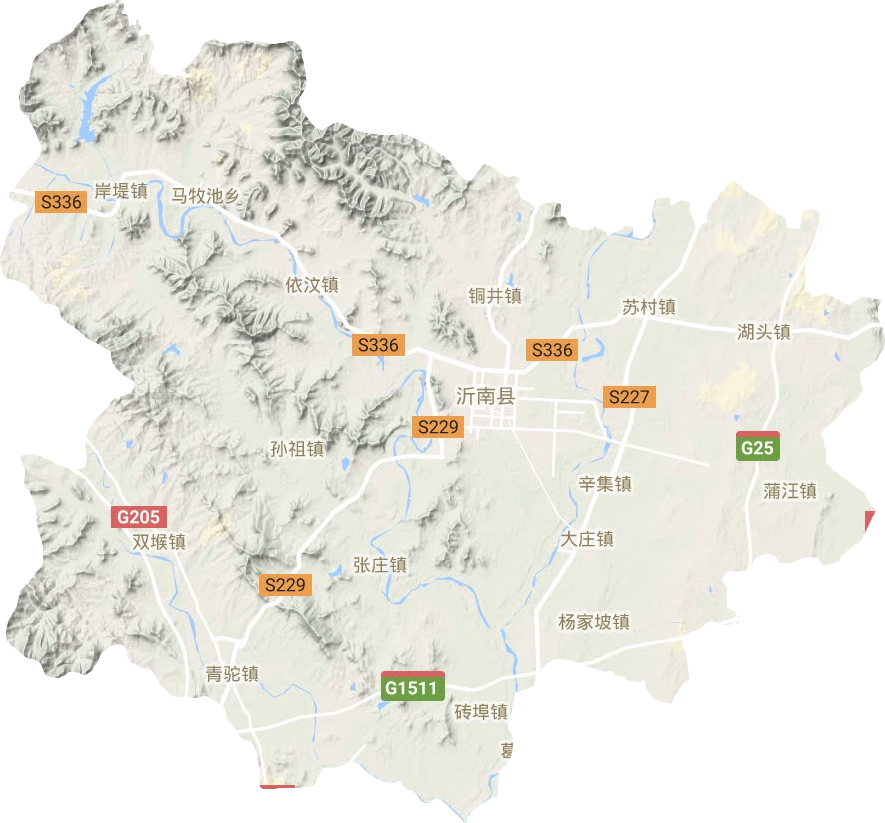 岸堤镇
马牧池乡
S336
依汶镇
铜井镇
苏村镇
湖头镇
S336
S336
沂南县
S227
S229
孙祖镇
G25
辛集镇
蒲汪镇
G205
双堠镇
大庄镇
张庄镇
S229
杨家坡镇
青驼镇
G1511
砖埠镇
葛